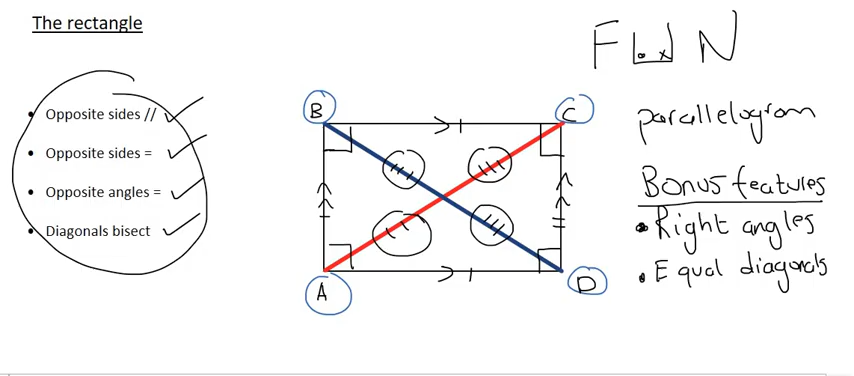 The rectangle
Opposite sides //
Opposite sides =
Opposite angles =
Diagonals bisect
B
C
A
D
parallelogram
Bonus features
Right angles
Equal diagonals